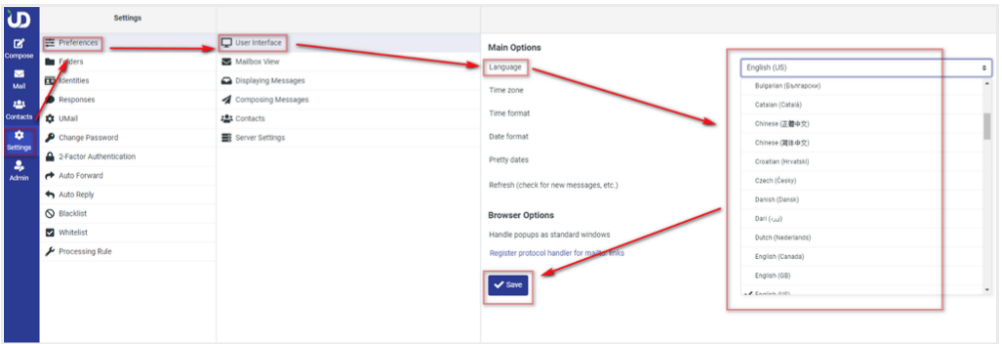 UD
Compose
Mail
Contacts
Settings
Admin
Settings
Preferences
Folders
Identities
Responses
UMail
Change Password
2-Factor Authentication
Auto Forward
Auto Reply
Blacklist
Whitelist
Processing Rule
User Interface
Mailbox View
Displaying Messages
Composing Messages
Contacts
Server Settings
Main Options
Language
Time zone
Time format
Date format
Pretty dates
Refresh (check for new messages, etc.)
Browser Options
Handle popups as standard windows
Register protocol handler for mailto: links
Save
English (US)
Bulgarian (Български)
Catalan (Català)
Chinese (正體中文)
Chinese (简体中文)
Croatian (Hrvatski)
Czech (Česky)
Danish (Dansk)
Dari
Dutch (Nederlands)
English (Canada)
English (GB)
English (US)